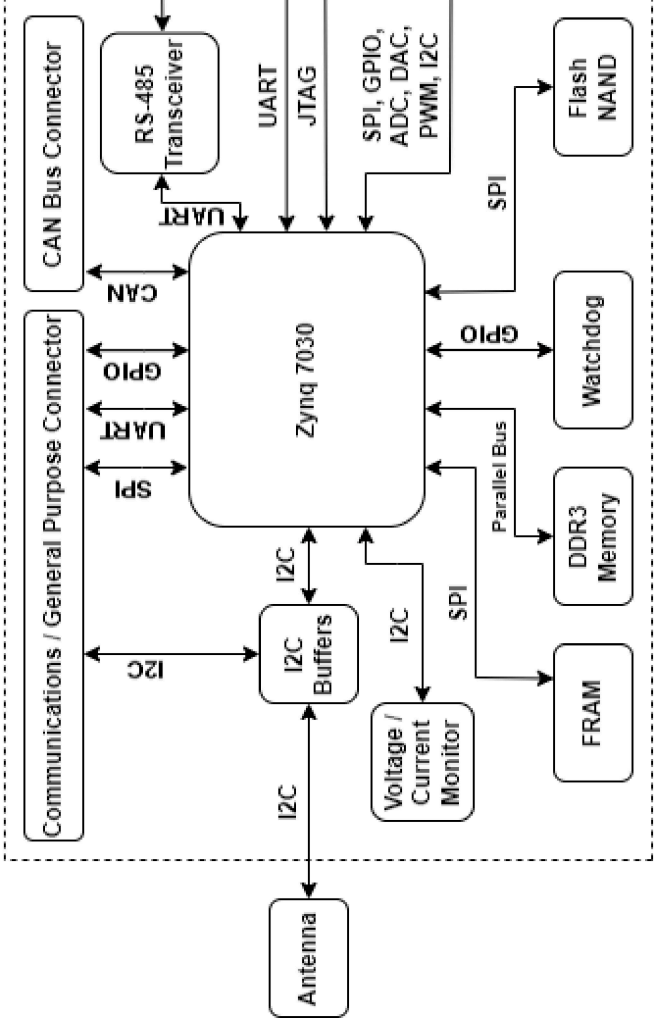 Communications / General Purpose Connector
CAN Bus Connector
RS-485
Transceiver
I2C
SPI
UART
GPIO
CAN
UART
UART
JTAG
Antenna
I2C
I2C
Buffers
I2C
Zynq 7030
SPI, GPIO,
ADC, DAC,
PWM, I2C
Voltage /
Current
Monitor
I2C
SPI
Parallel Bus
GPIO
SPI
FRAM
DDR3
Memory
Watchdog
Flash
NAND